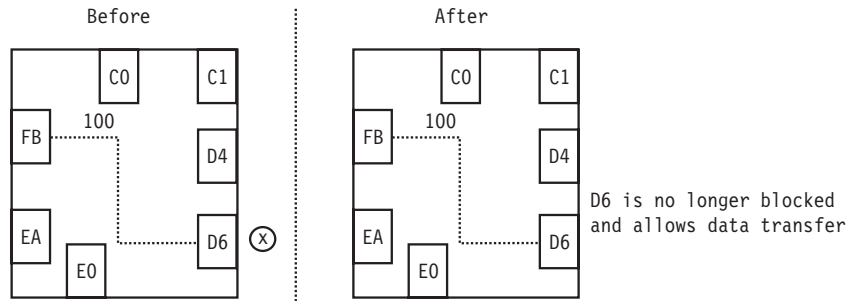 Before
After
C0
C1
FB
100
D4
EA
D6
X
E0
C0
C1
FB
100
D4
EA
D6
E0
D6 is no longer blocked
and allows data transfer